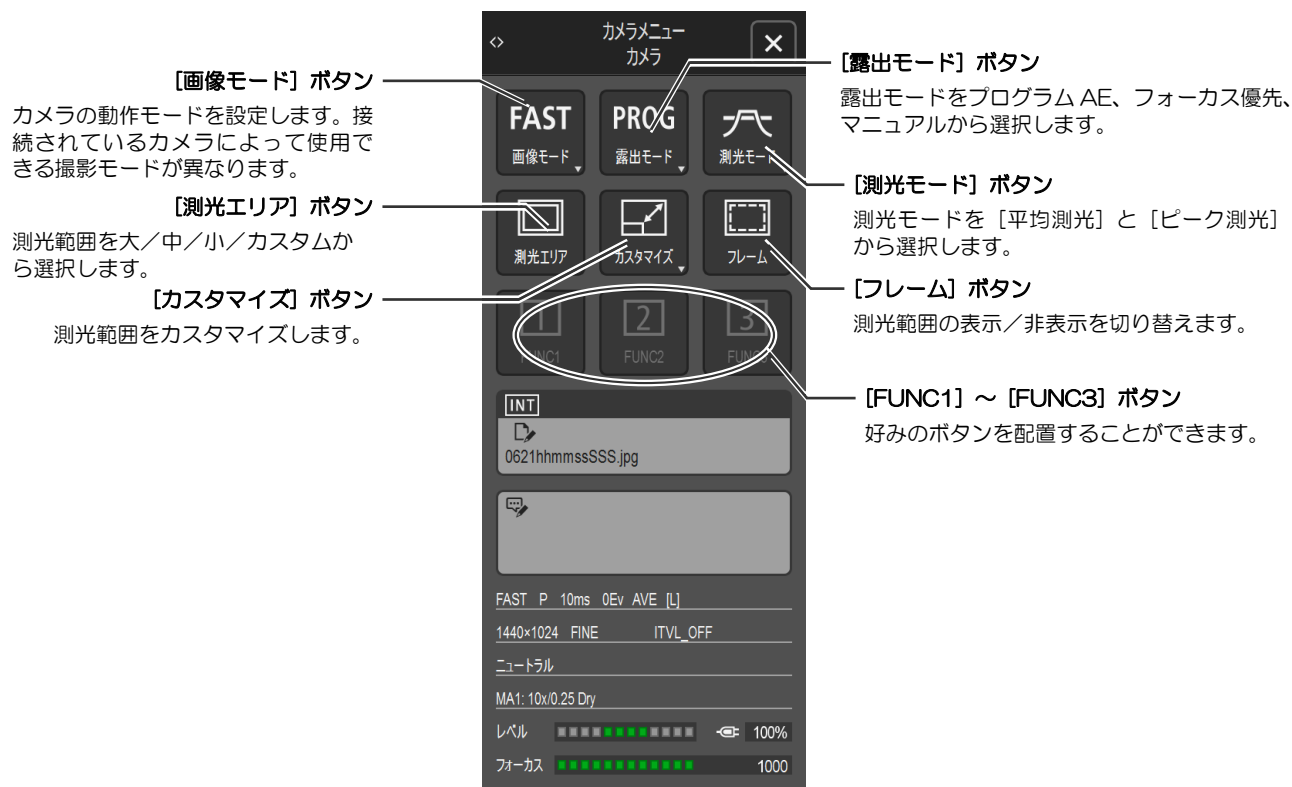 カメラメニュー
カメラ
[画像モード] ボタン
カメラの動作モードを設定します。接
続されているカメラによって使用で
きる撮影モードが異なります。
[測光エリア] ボタン
測光範囲を大／中／小／カスタムか
ら選択します。
[カスタマイズ] ボタン
測光範囲をカスタマイズします。
FAST
画像モード
PROG
露出モード
測光モード
測光エリア
カスタマイズ
フレーム
1
FUNC1
2
FUNC2
3
FUNC3
INT
0621hhmmssSSS.jpg
FAST P 10ms 0Ev AVE [L]
1440×1024 FINE ITVL_OFF
ニュートラル
MA1: 10x/0.25 Dry
レベル 100%
フォーカス 1000
[露出モード] ボタン
露出モードをプログラム AE、フォーカス優先、
マニュアルから選択します。
[測光モード] ボタン
測光モードを [平均測光] と [ピーク測光]
から選択します。
[フレーム] ボタン
測光範囲の表示／非表示を切り替えます。
[FUNC1] ～ [FUNC3] ボタン
好みのボタンを配置することができます。